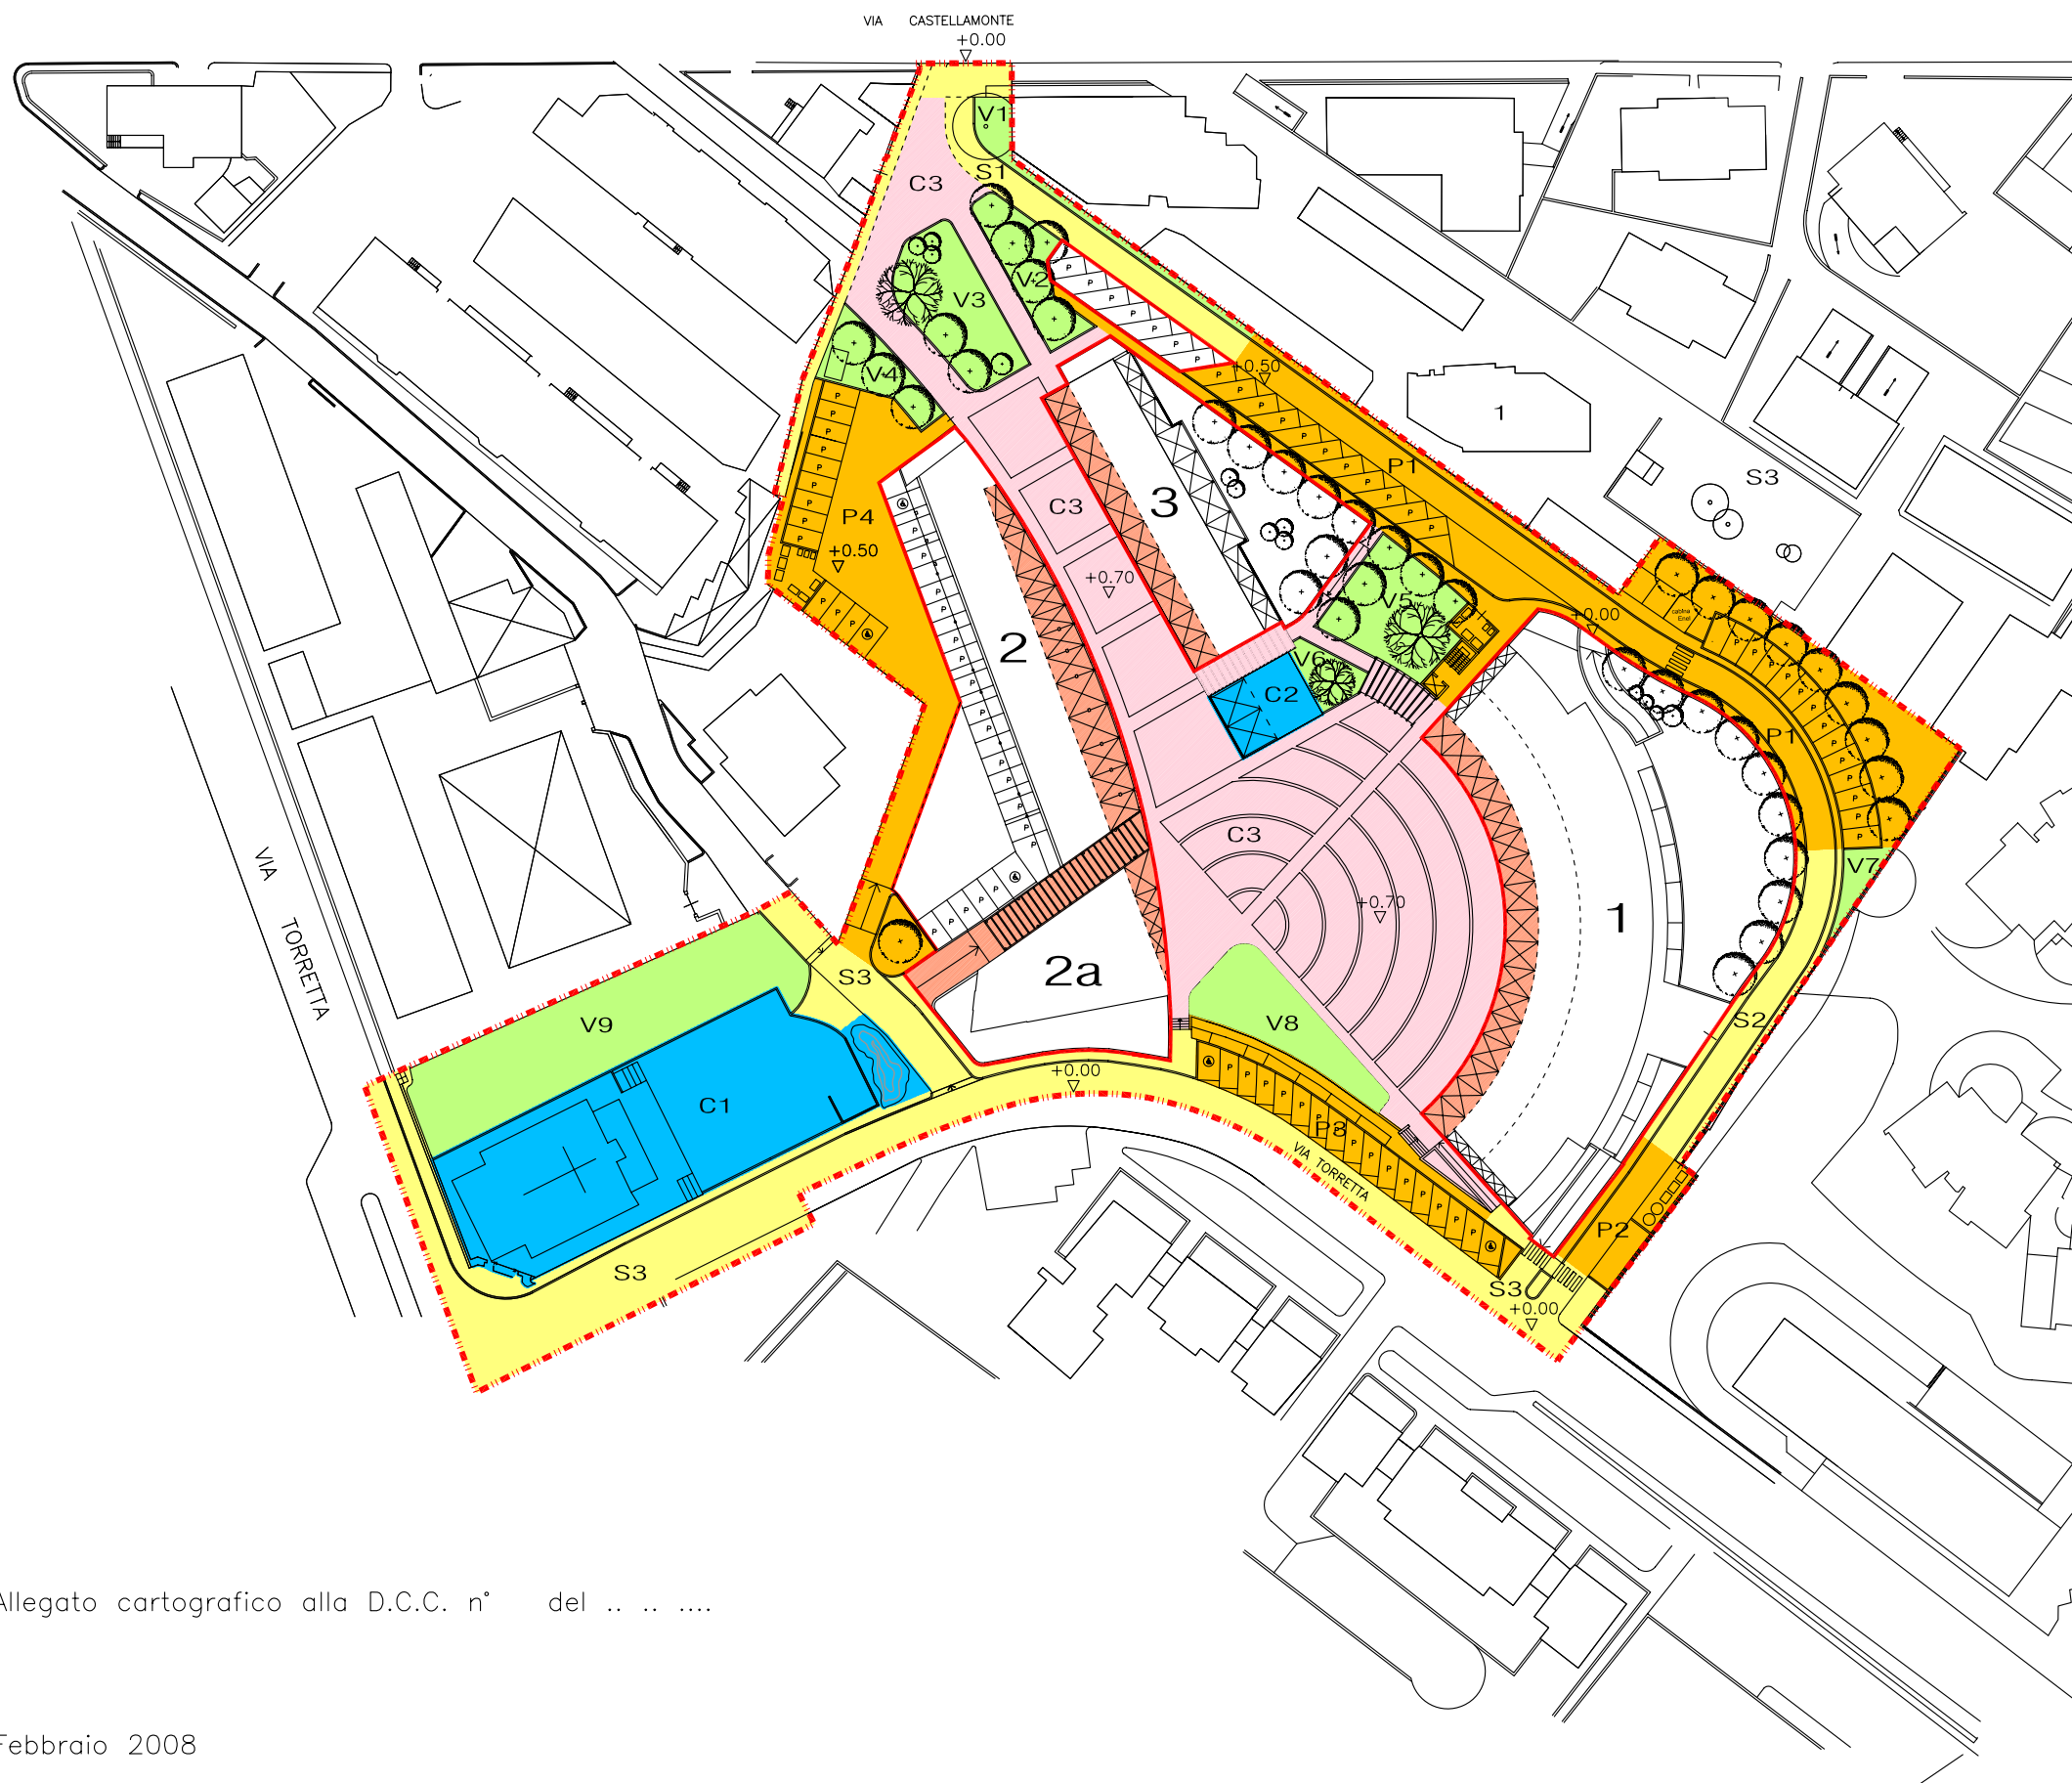 VIA CASTELLAMONTE
+0.00
V1
S1
C3
V2
V3
V4
P P P P P P P P
+0.50
P1
1
S3
C3
3
P4
+0.50
+0.70
2
V5
V6
C2
+0.00
cabina
Enel
P1
C3
+0.70
1
V7
VIA TORRETTA
2a
S3
V9
V8
S2
C1
+0.00
P3
VIA TORRETTA
P2
S3
S3
+0.00
Allegato cartografico alla D.C.C. n° del .. .. ....
Febbraio 2008